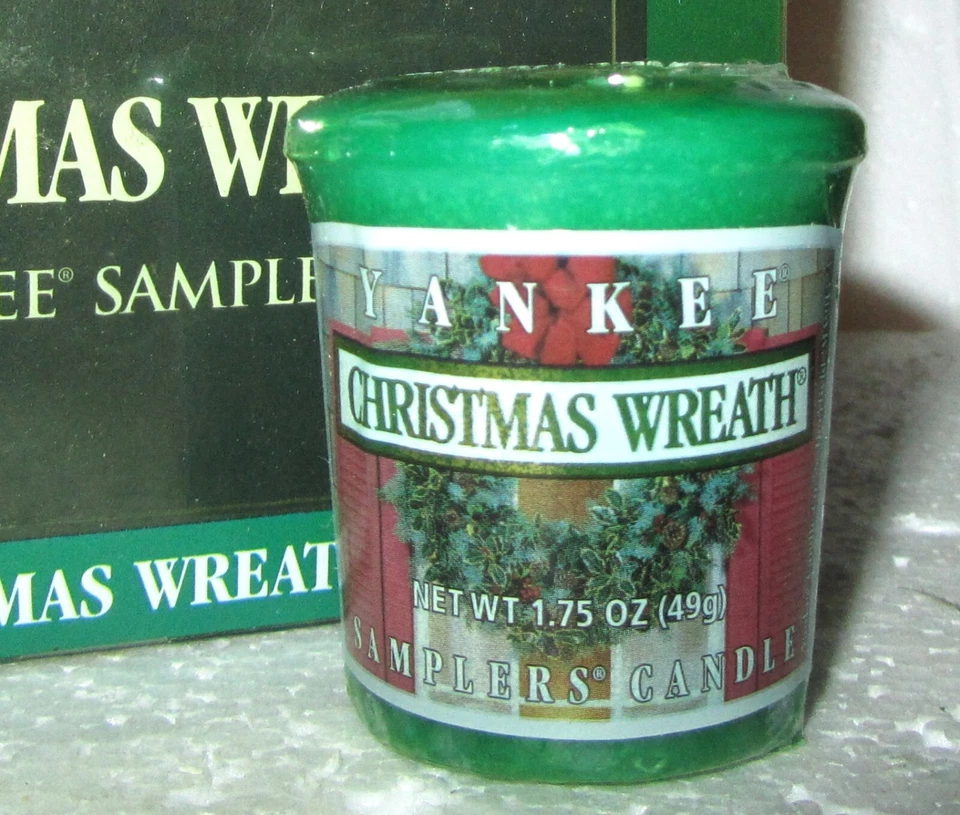 MAS WR
EE® SAMPLE
MAS WREAT
YANKEE®
CHRISTMAS WREATH®
NET WT 1.75 OZ (49g)
SAMPLERS® CANDLE